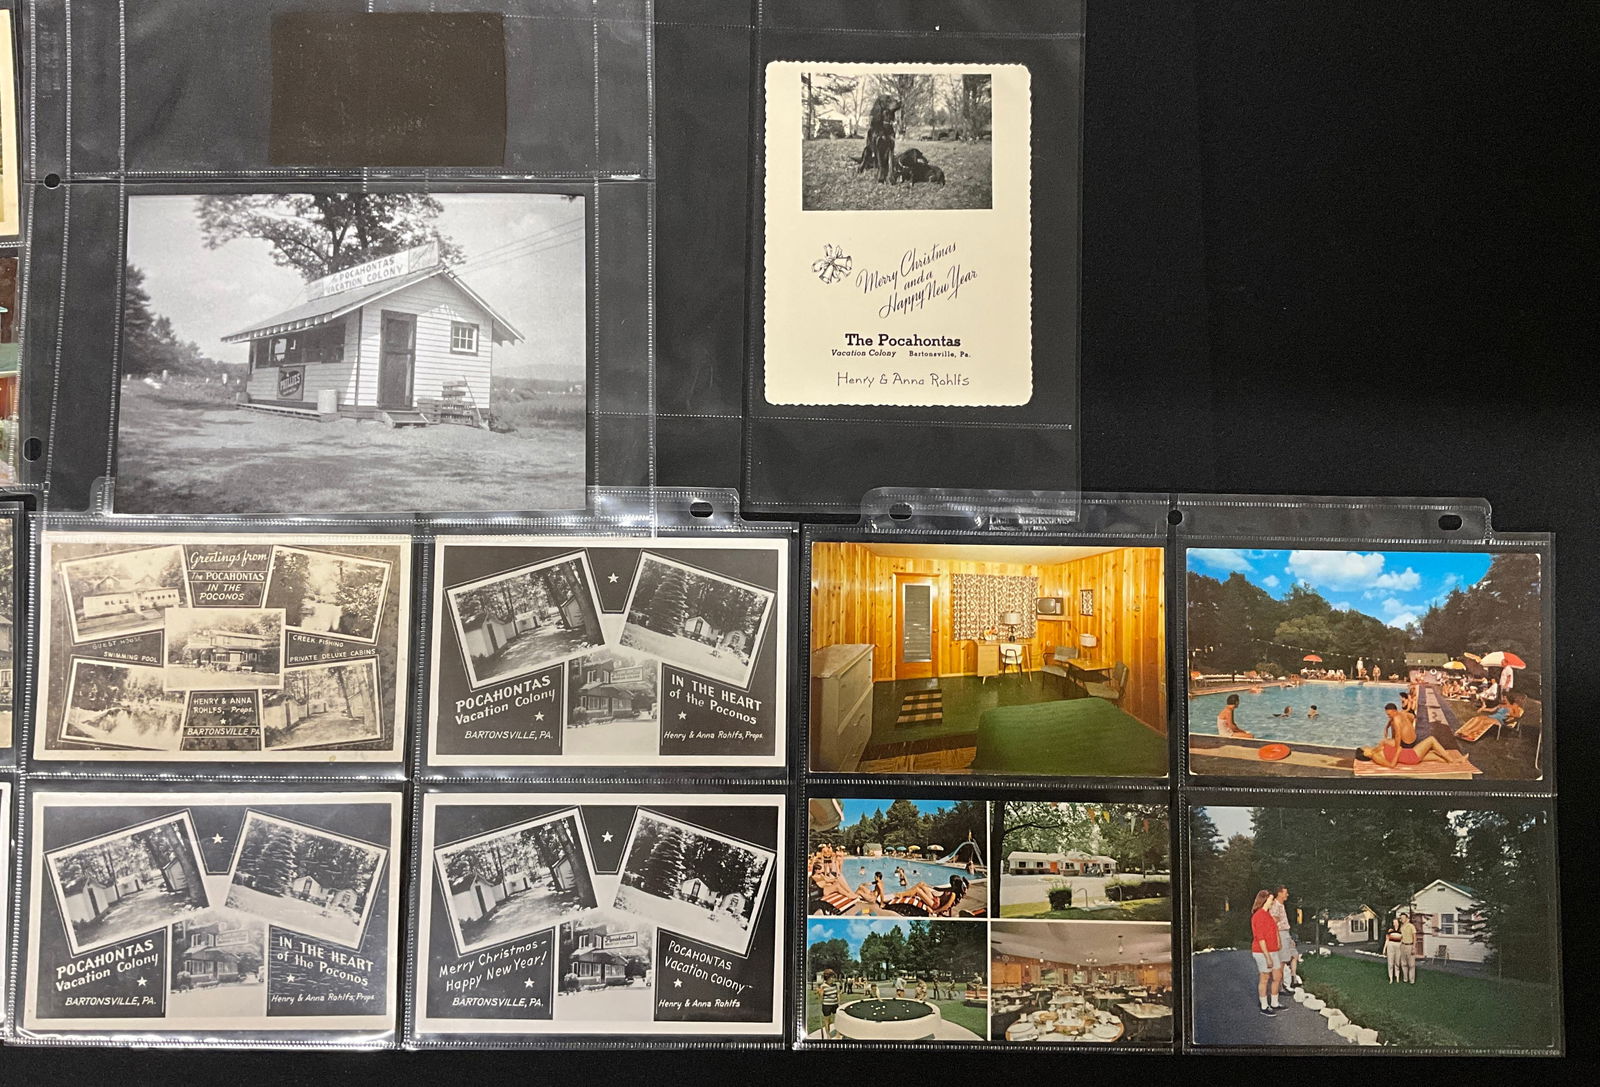 POCAHONTAS
VACATION COLONY
PHILLIES
Merry Christmas
and a
Happy New Year
The Pocahontas
Vacation Colony Bartonsville, Pa.
Henry & Anna Rohlfs
Greetings from
The POCAHONTAS
IN THE
POCONOS
GUEST HOUSE
SWIMMING POOL
CREEK FISHING
PRIVATE DELUXE CABINS
HENRY & ANNA
ROHLFS, Props.
BARTONSVILLE PA.
POCAHONTAS
Vacation Colony
BARTONSVILLE, PA.
IN THE HEART
of the Poconos
Henry & Anna Rohlfs, Props.
POCAHONTAS
Vacation Colony
BARTONSVILLE, PA.
IN THE HEART
of the Poconos
Henry & Anna Rohlfs, Props.
Merry Christmas –
Happy New Year!
BARTONSVILLE, PA.
Pocahontas
POCAHONTAS
Vacation Colony
Henry & Anna Rohlfs